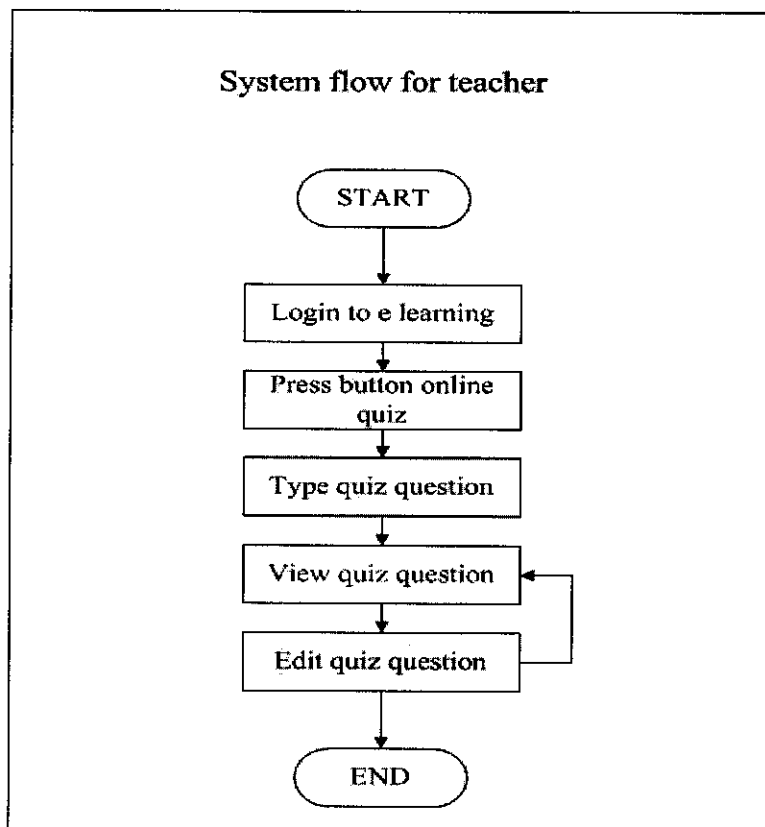 System flow for teacher
START
Login to e learning
Press button online
quiz
Type quiz question
View quiz question
Edit quiz question
END